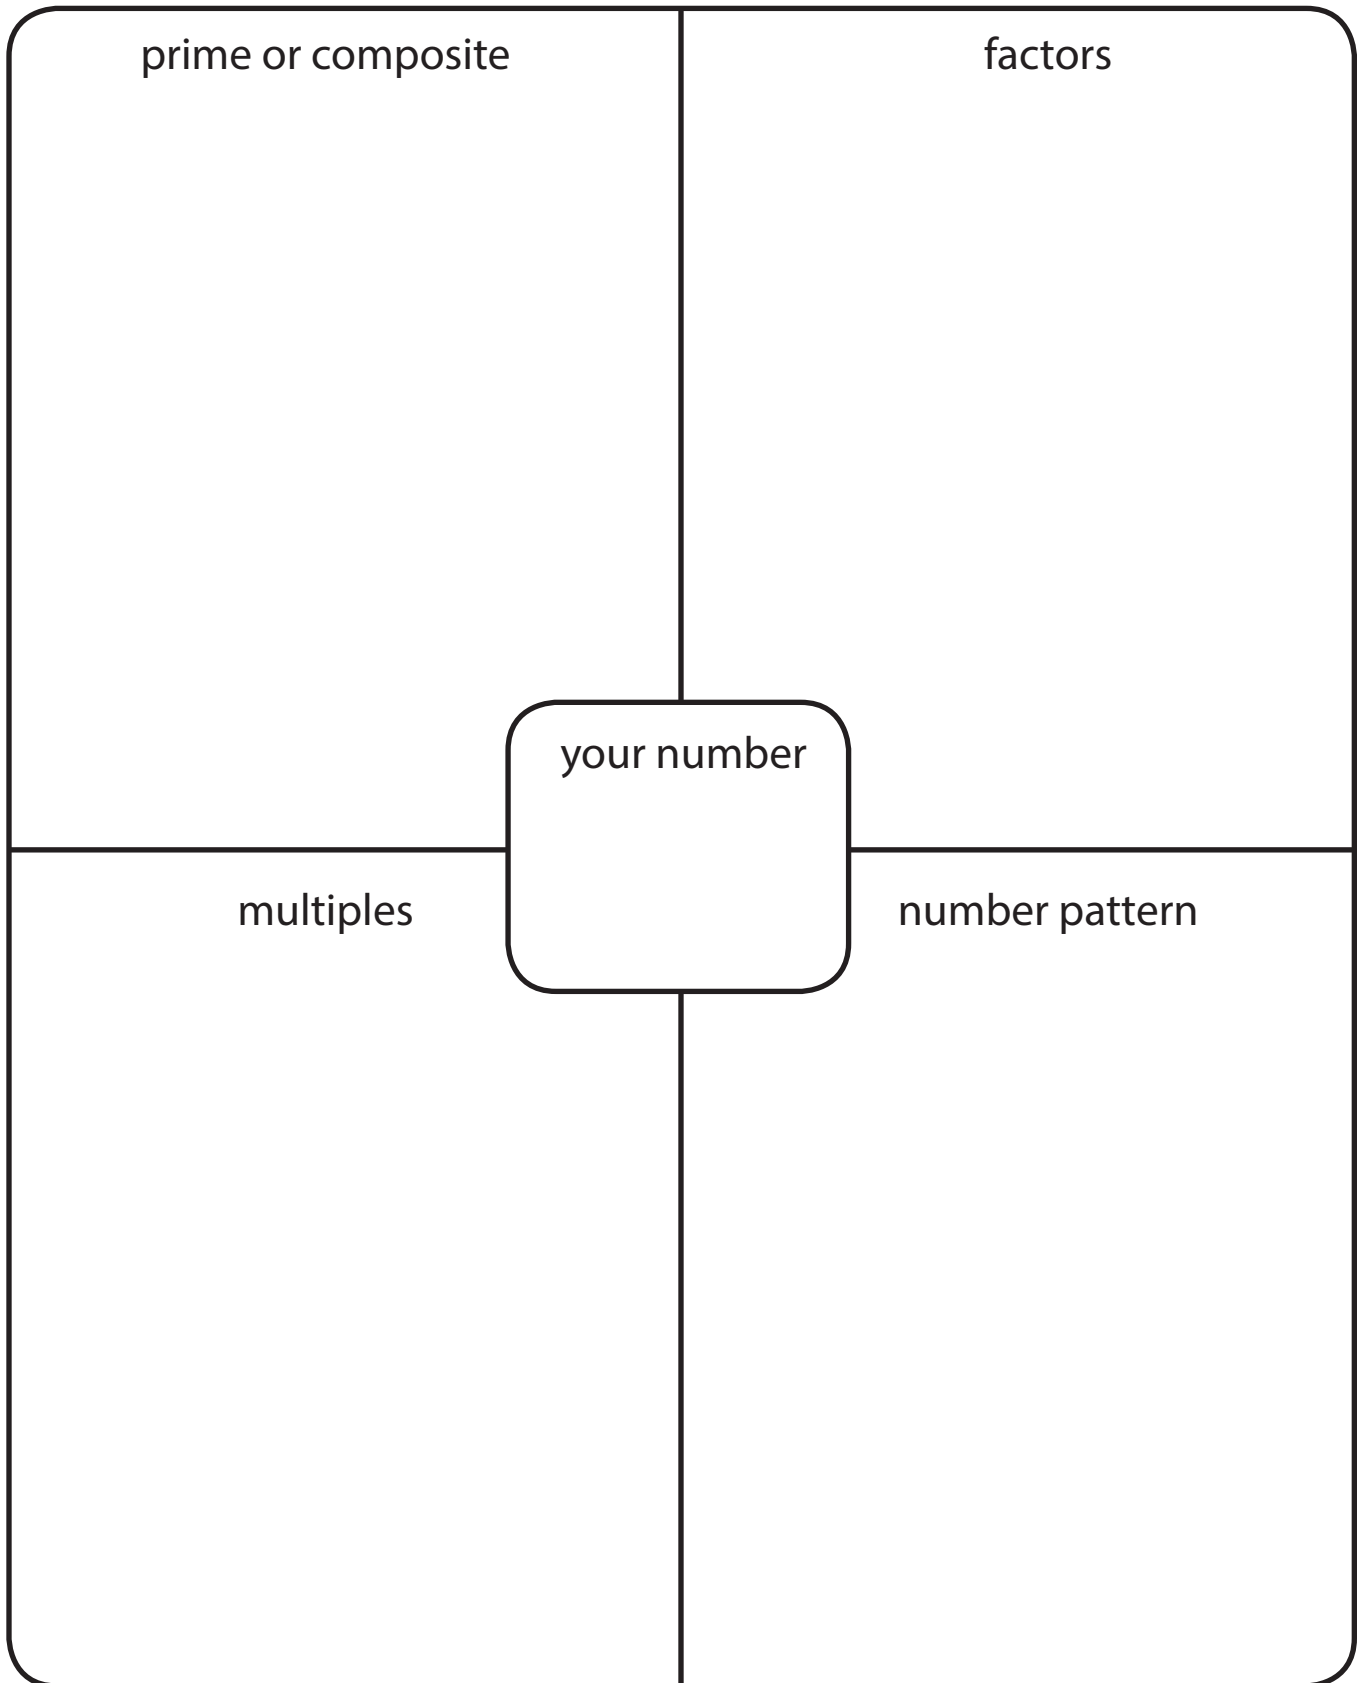 prime or composite
factors
your number
multiples
number pattern